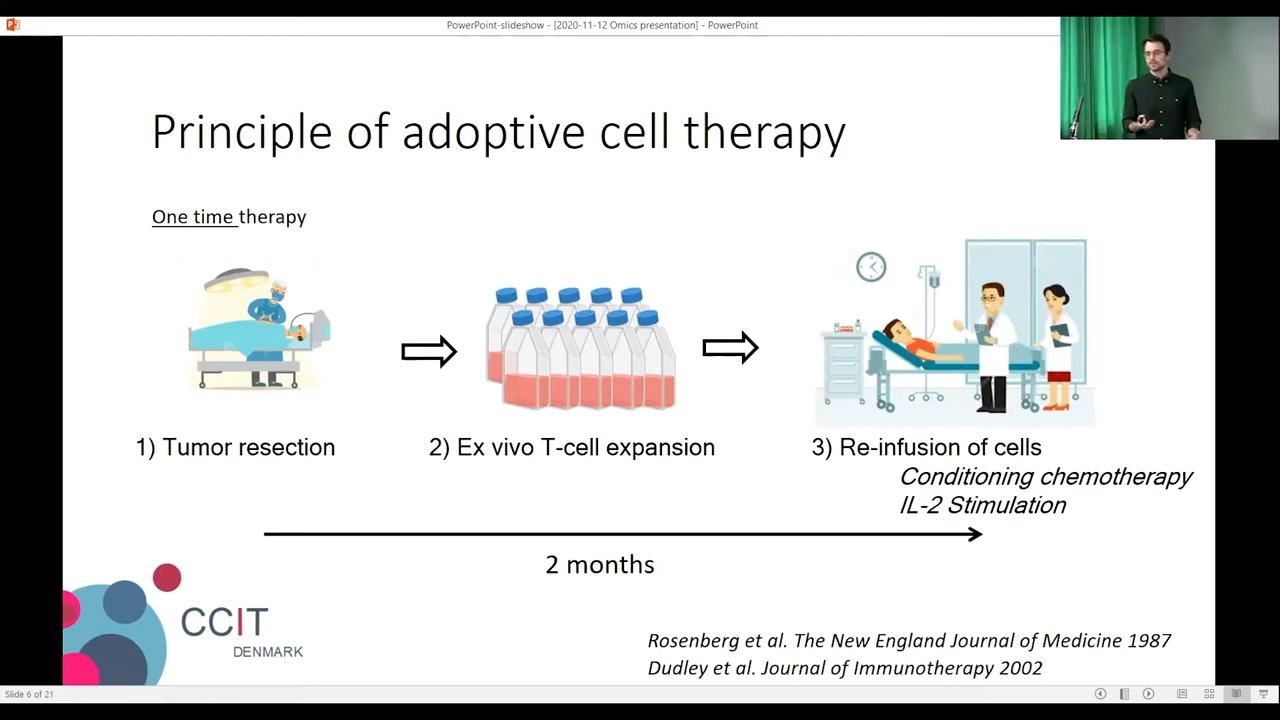 PowerPoint-slideshow - [2020-11-12 Omics presentation] - PowerPoint
Principle of adoptive cell therapy
One time therapy
1) Tumor resection
2) Ex vivo T-cell expansion
3) Re-infusion of cells
Conditioning chemotherapy
IL-2 Stimulation
2 months
CCIT
DENMARK
Rosenberg et al. The New England Journal of Medicine 1987
Dudley et al. Journal of Immunotherapy 2002
Slide 6 of 21